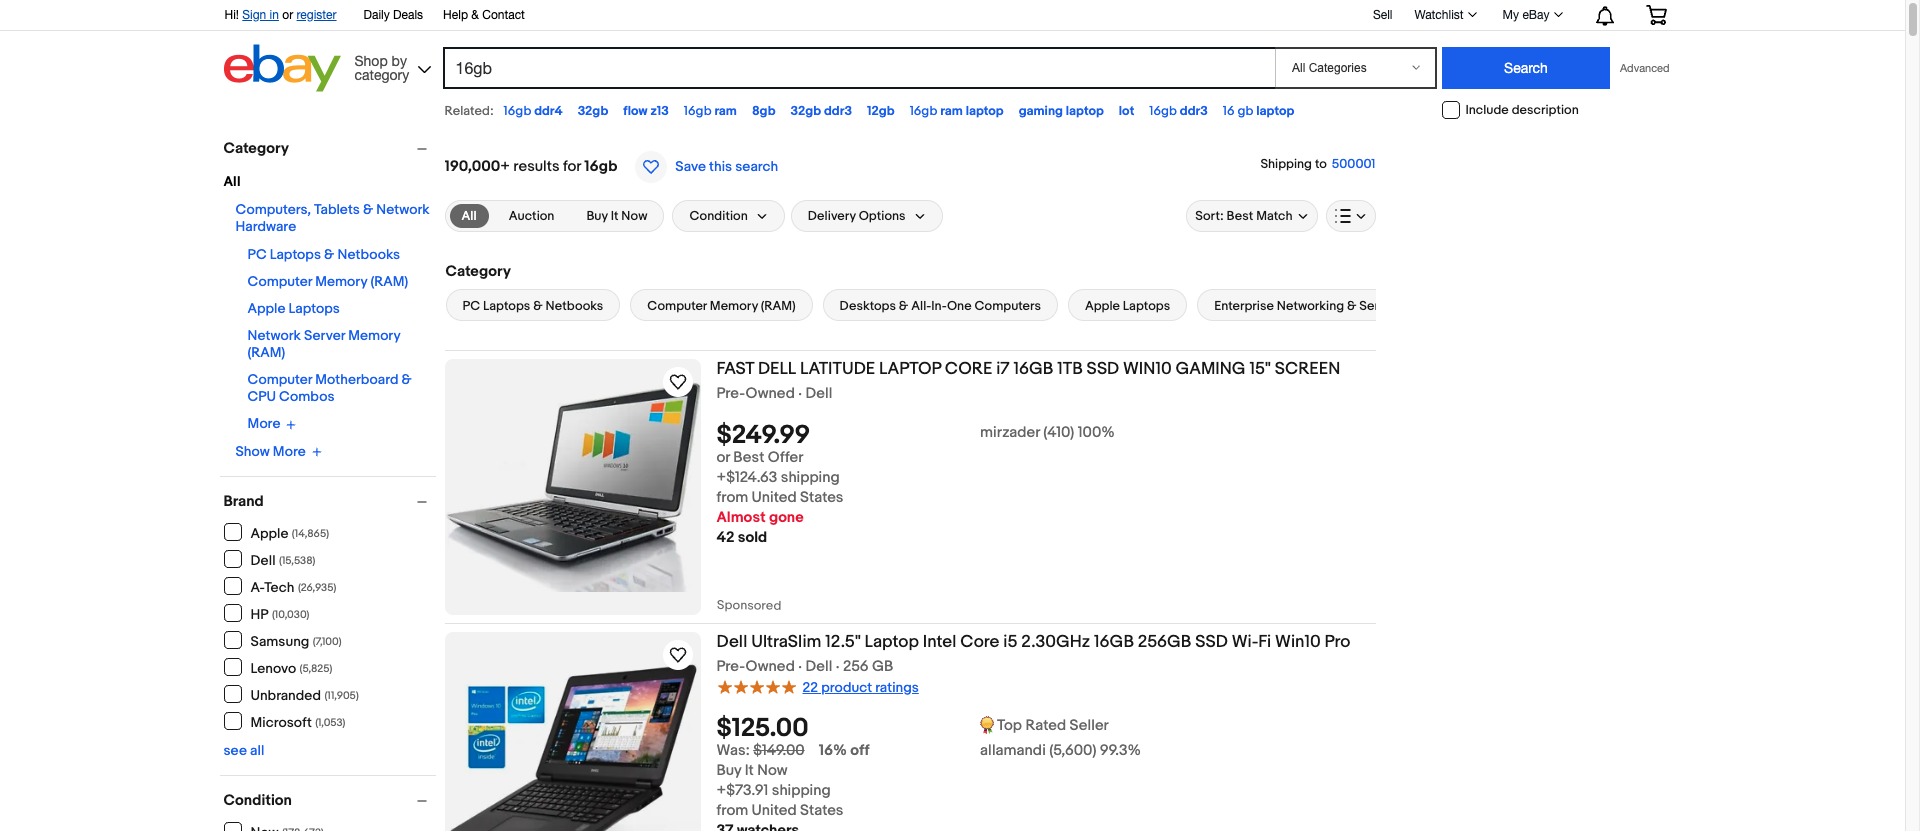 Hi! Sign in or register
Daily Deals
Help & Contact
Sell
Watchlist
My eBay
ebay
Shop by category
16gb
All Categories
Search
Advanced
Related: 16gb ddr4 32gb flow z13 16gb ram 8gb 32gb ddr3 12gb 16gb ram laptop gaming laptop lot 16gb ddr3 16 gb laptop
Include description
Category
All
Computers, Tablets & Network
Hardware
PC Laptops & Netbooks
Computer Memory (RAM)
Apple Laptops
Network Server Memory
(RAM)
Computer Motherboard &
CPU Combos
More
Show More
Brand
Apple (14,865)
Dell (15,538)
A-Tech (26,935)
HP (10,030)
Samsung (7,100)
Lenovo (5,825)
Unbranded (11,905)
Microsoft (1,053)
see all
Condition
190,000+ results for 16gb
Save this search
Shipping to 500001
All
Auction
Buy It Now
Condition
Delivery Options
Sort: Best Match
Category
PC Laptops & Netbooks
Computer Memory (RAM)
Desktops & All-In-One Computers
Apple Laptops
Enterprise Networking & Ser
FAST DELL LATITUDE LAPTOP CORE i7 16GB 1TB SSD WIN10 GAMING 15" SCREEN
Pre-Owned · Dell
$249.99
or Best Offer
+$124.63 shipping
from United States
Almost gone
42 sold
mirzader (410) 100%
Sponsored
Dell UltraSlim 12.5" Laptop Intel Core i5 2.30GHz 16GB 256GB SSD Wi-Fi Win10 Pro
Pre-Owned · Dell · 256 GB
22 product ratings
$125.00
Was: $149.00 16% off
Buy It Now
+$73.91 shipping
from United States
37 watchers
Top Rated Seller
allamandi (5,600) 99.3%
intel
intel
inside